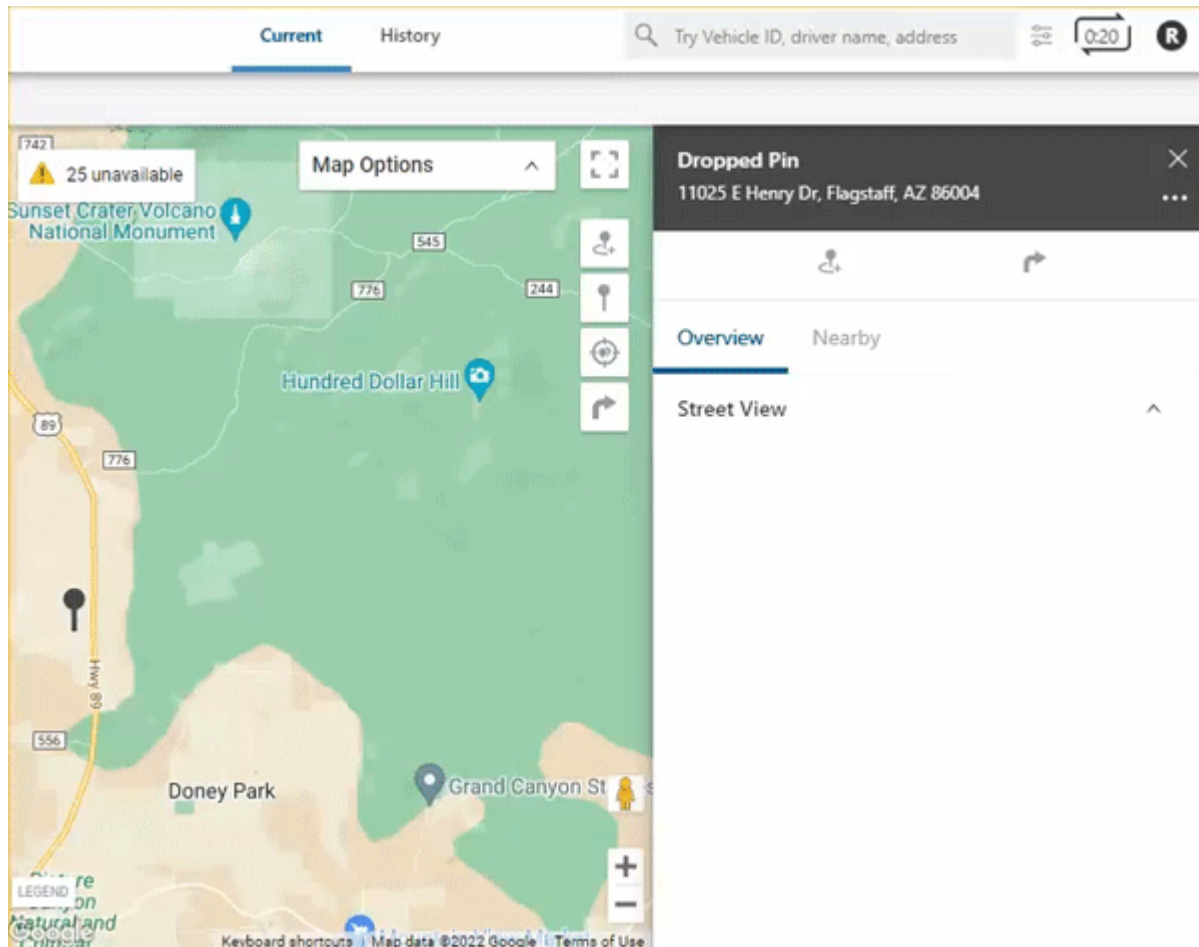 Current
History
Try Vehicle ID, driver name, address
0:20
R
742
25 unavailable
Map Options
Dropped Pin
11025 E Henry Dr, Flagstaff, AZ 86004
Sunset Crater Volcano
National Monument
545
776
244
Overview
Nearby
Hundred Dollar Hill
Street View
89
776
Hwy 89
556
Doney Park
Grand Canyon St
LEGEND
Natural and
Google
Keyboard shortcuts
Map data ©2022 Google
Terms of Use